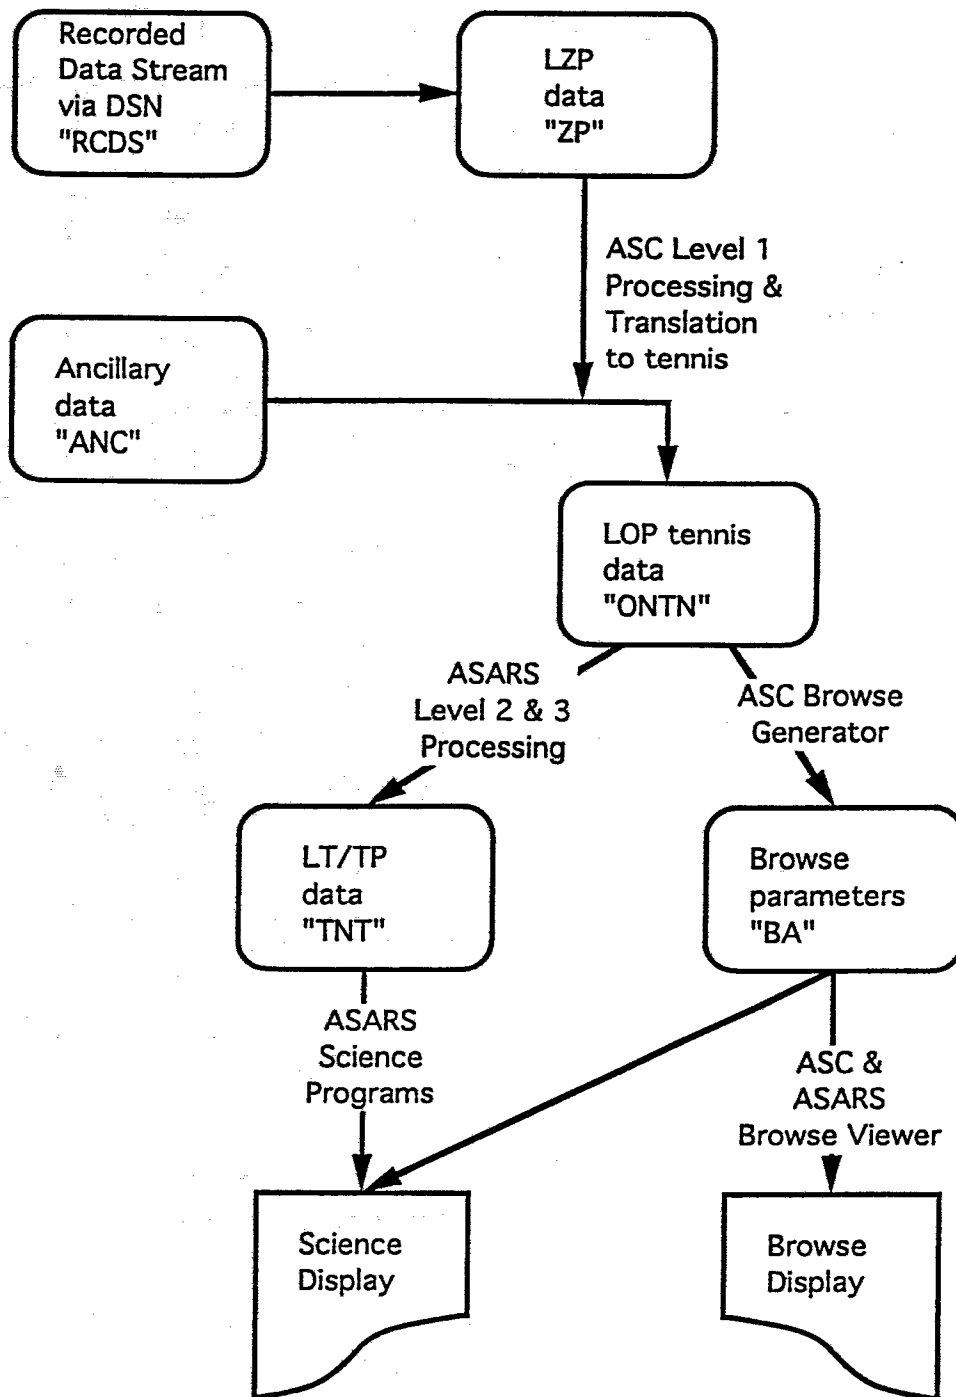 Recorded
Data Stream
via DSN
"RCDS"
LZP
data
"ZP"
ASC Level 1
Processing &
Translation
to tennis
Ancillary
data
"ANC"
LOP tennis
data
"ONTN"
ASARS
Level 2 & 3
Processing
ASC Browse
Generator
LT/TP
data
"TNT"
Browse
parameters
"BA"
ASARS
Science
Programs
ASC &
ASARS
Browse Viewer
Science
Display
Browse
Display